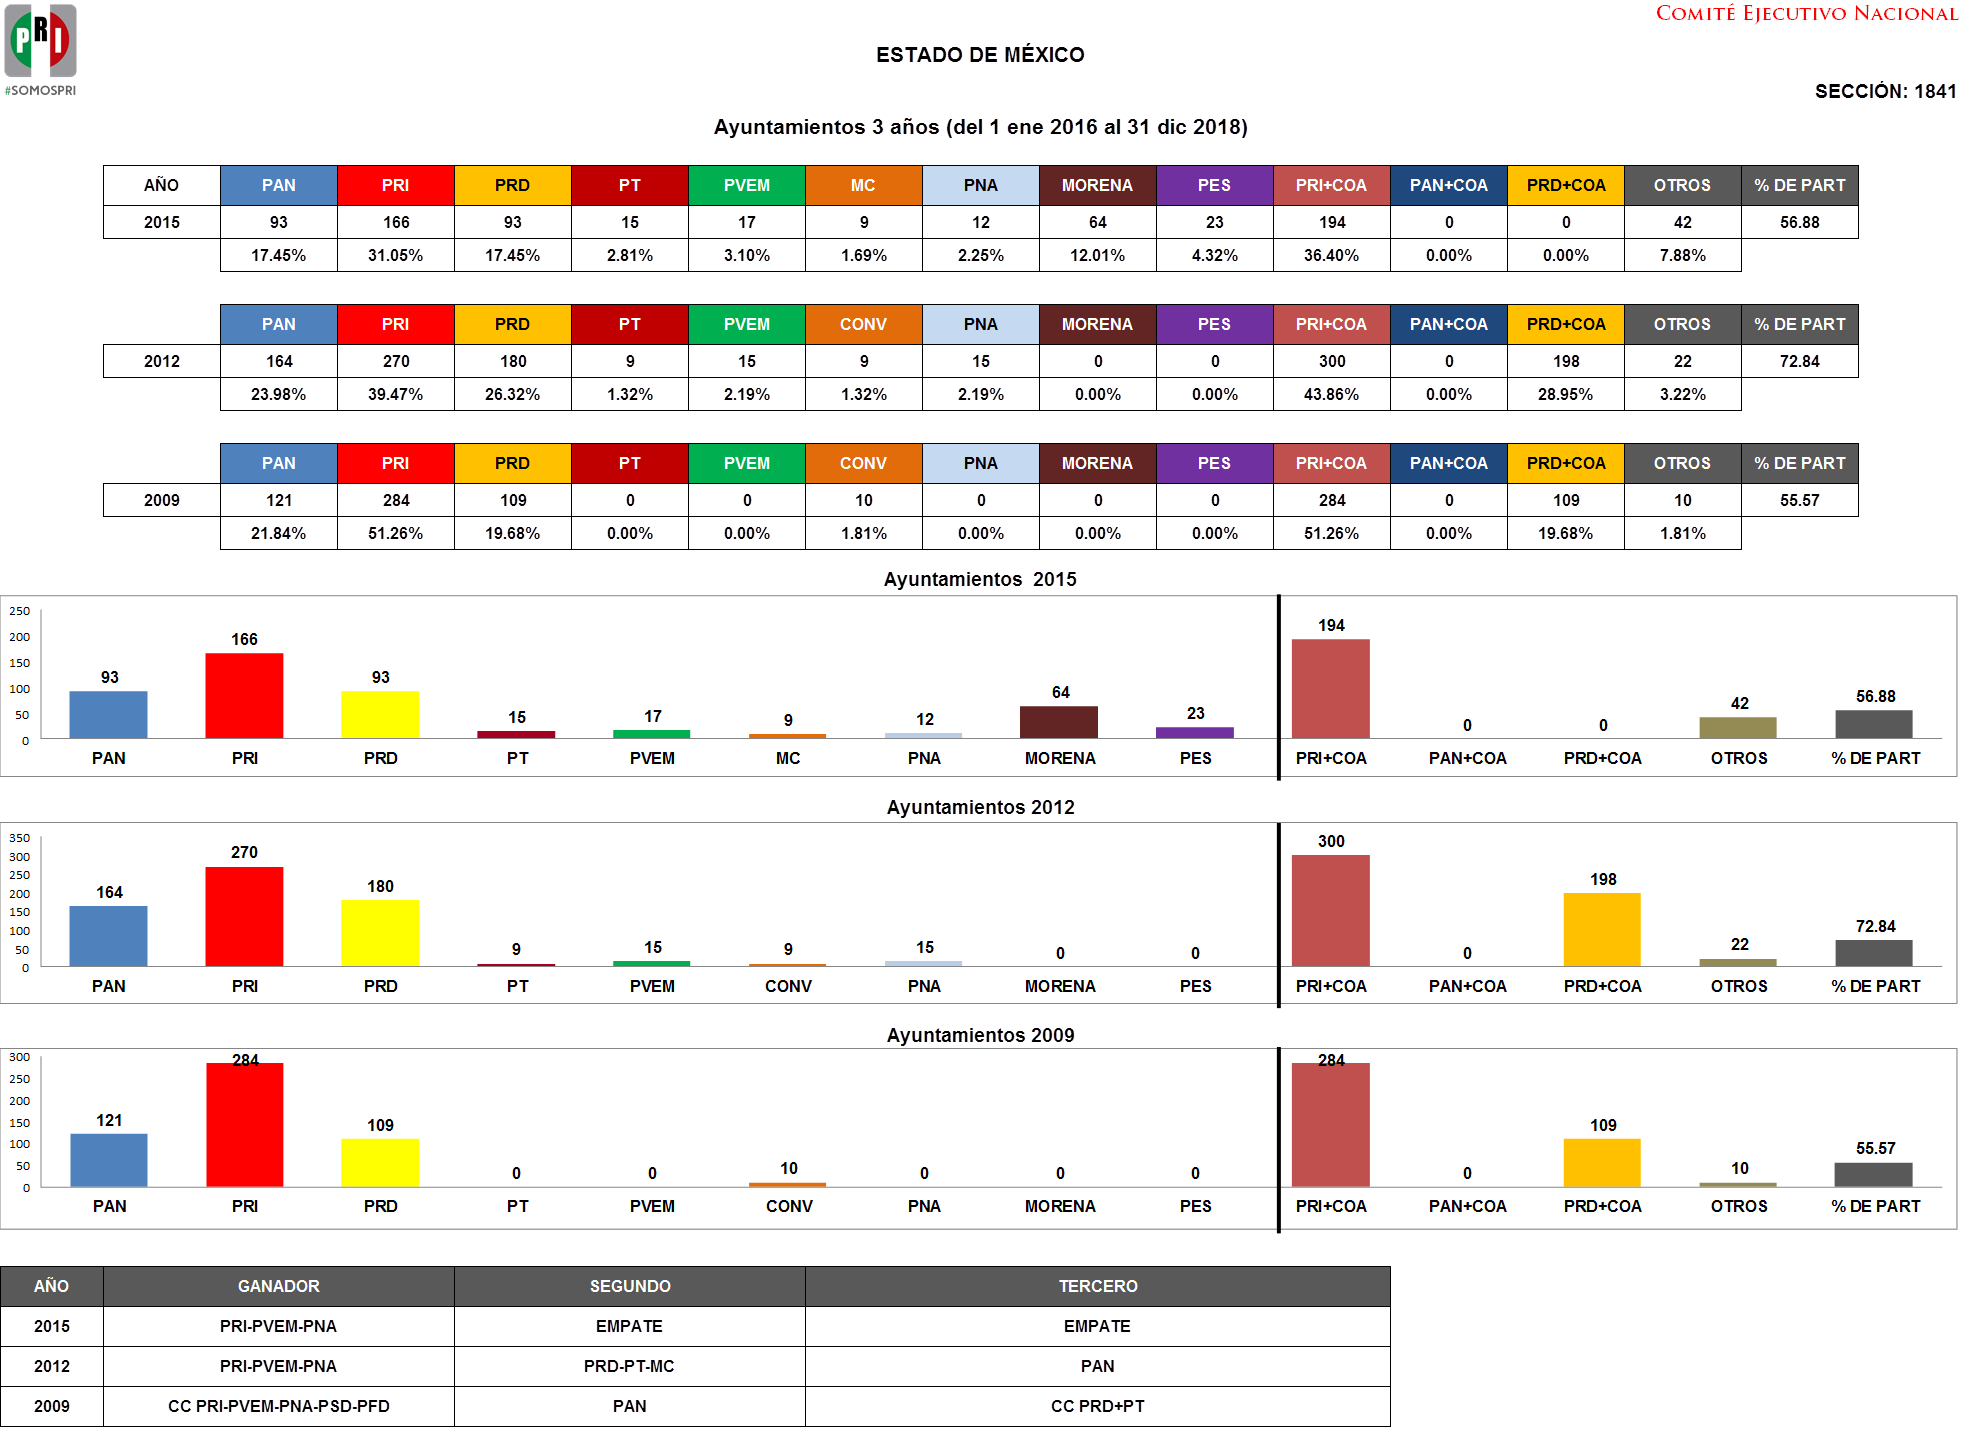 COMITÉ EJECUTIVO NACIONAL
PRI
#SOMOSPRI
ESTADO DE MÉXICO
SECCIÓN: 1841
Ayuntamientos 3 años (del 1 ene 2016 al 31 dic 2018)
AÑO PAN PRI PRD PT PVEM MC PNA MORENA PES PRI+COA PAN+COA PRD+COA OTROS % DE PART
2015 93 166 93 15 17 9 12 64 23 194 0 0 42 56.88
17.45% 31.05% 17.45% 2.81% 3.10% 1.69% 2.25% 12.01% 4.32% 36.40% 0.00% 0.00% 7.88%
PAN PRI PRD PT PVEM CONV PNA MORENA PES PRI+COA PAN+COA PRD+COA OTROS % DE PART
2012 164 270 180 9 15 9 15 0 0 300 0 198 22 72.84
23.98% 39.47% 26.32% 1.32% 2.19% 1.32% 2.19% 0.00% 0.00% 43.86% 0.00% 28.95% 3.22%
PAN PRI PRD PT PVEM CONV PNA MORENA PES PRI+COA PAN+COA PRD+COA OTROS % DE PART
2009 121 284 109 0 0 10 0 0 0 284 0 109 10 55.57
21.84% 51.26% 19.68% 0.00% 0.00% 1.81% 0.00% 0.00% 0.00% 51.26% 0.00% 19.68% 1.81%
Ayuntamientos 2015
250
200
150
100
50
0
93 166 93 15 17 9 12 64 23 194 0 0 42 56.88
PAN PRI PRD PT PVEM MC PNA MORENA PES PRI+COA PAN+COA PRD+COA OTROS % DE PART
Ayuntamientos 2012
350
300
250
200
150
100
50
0
164 270 180 9 15 9 15 0 0 300 0 198 22 72.84
PAN PRI PRD PT PVEM CONV PNA MORENA PES PRI+COA PAN+COA PRD+COA OTROS % DE PART
Ayuntamientos 2009
300
250
200
150
100
50
0
121 284 109 0 0 10 0 0 0 284 0 109 10 55.57
PAN PRI PRD PT PVEM CONV PNA MORENA PES PRI+COA PAN+COA PRD+COA OTROS % DE PART
AÑO GANADOR SEGUNDO TERCERO
2015 PRI-PVEM-PNA EMPATE EMPATE
2012 PRI-PVEM-PNA PRD-PT-MC PAN
2009 CC PRI-PVEM-PNA-PSD-PFD PAN CC PRD+PT